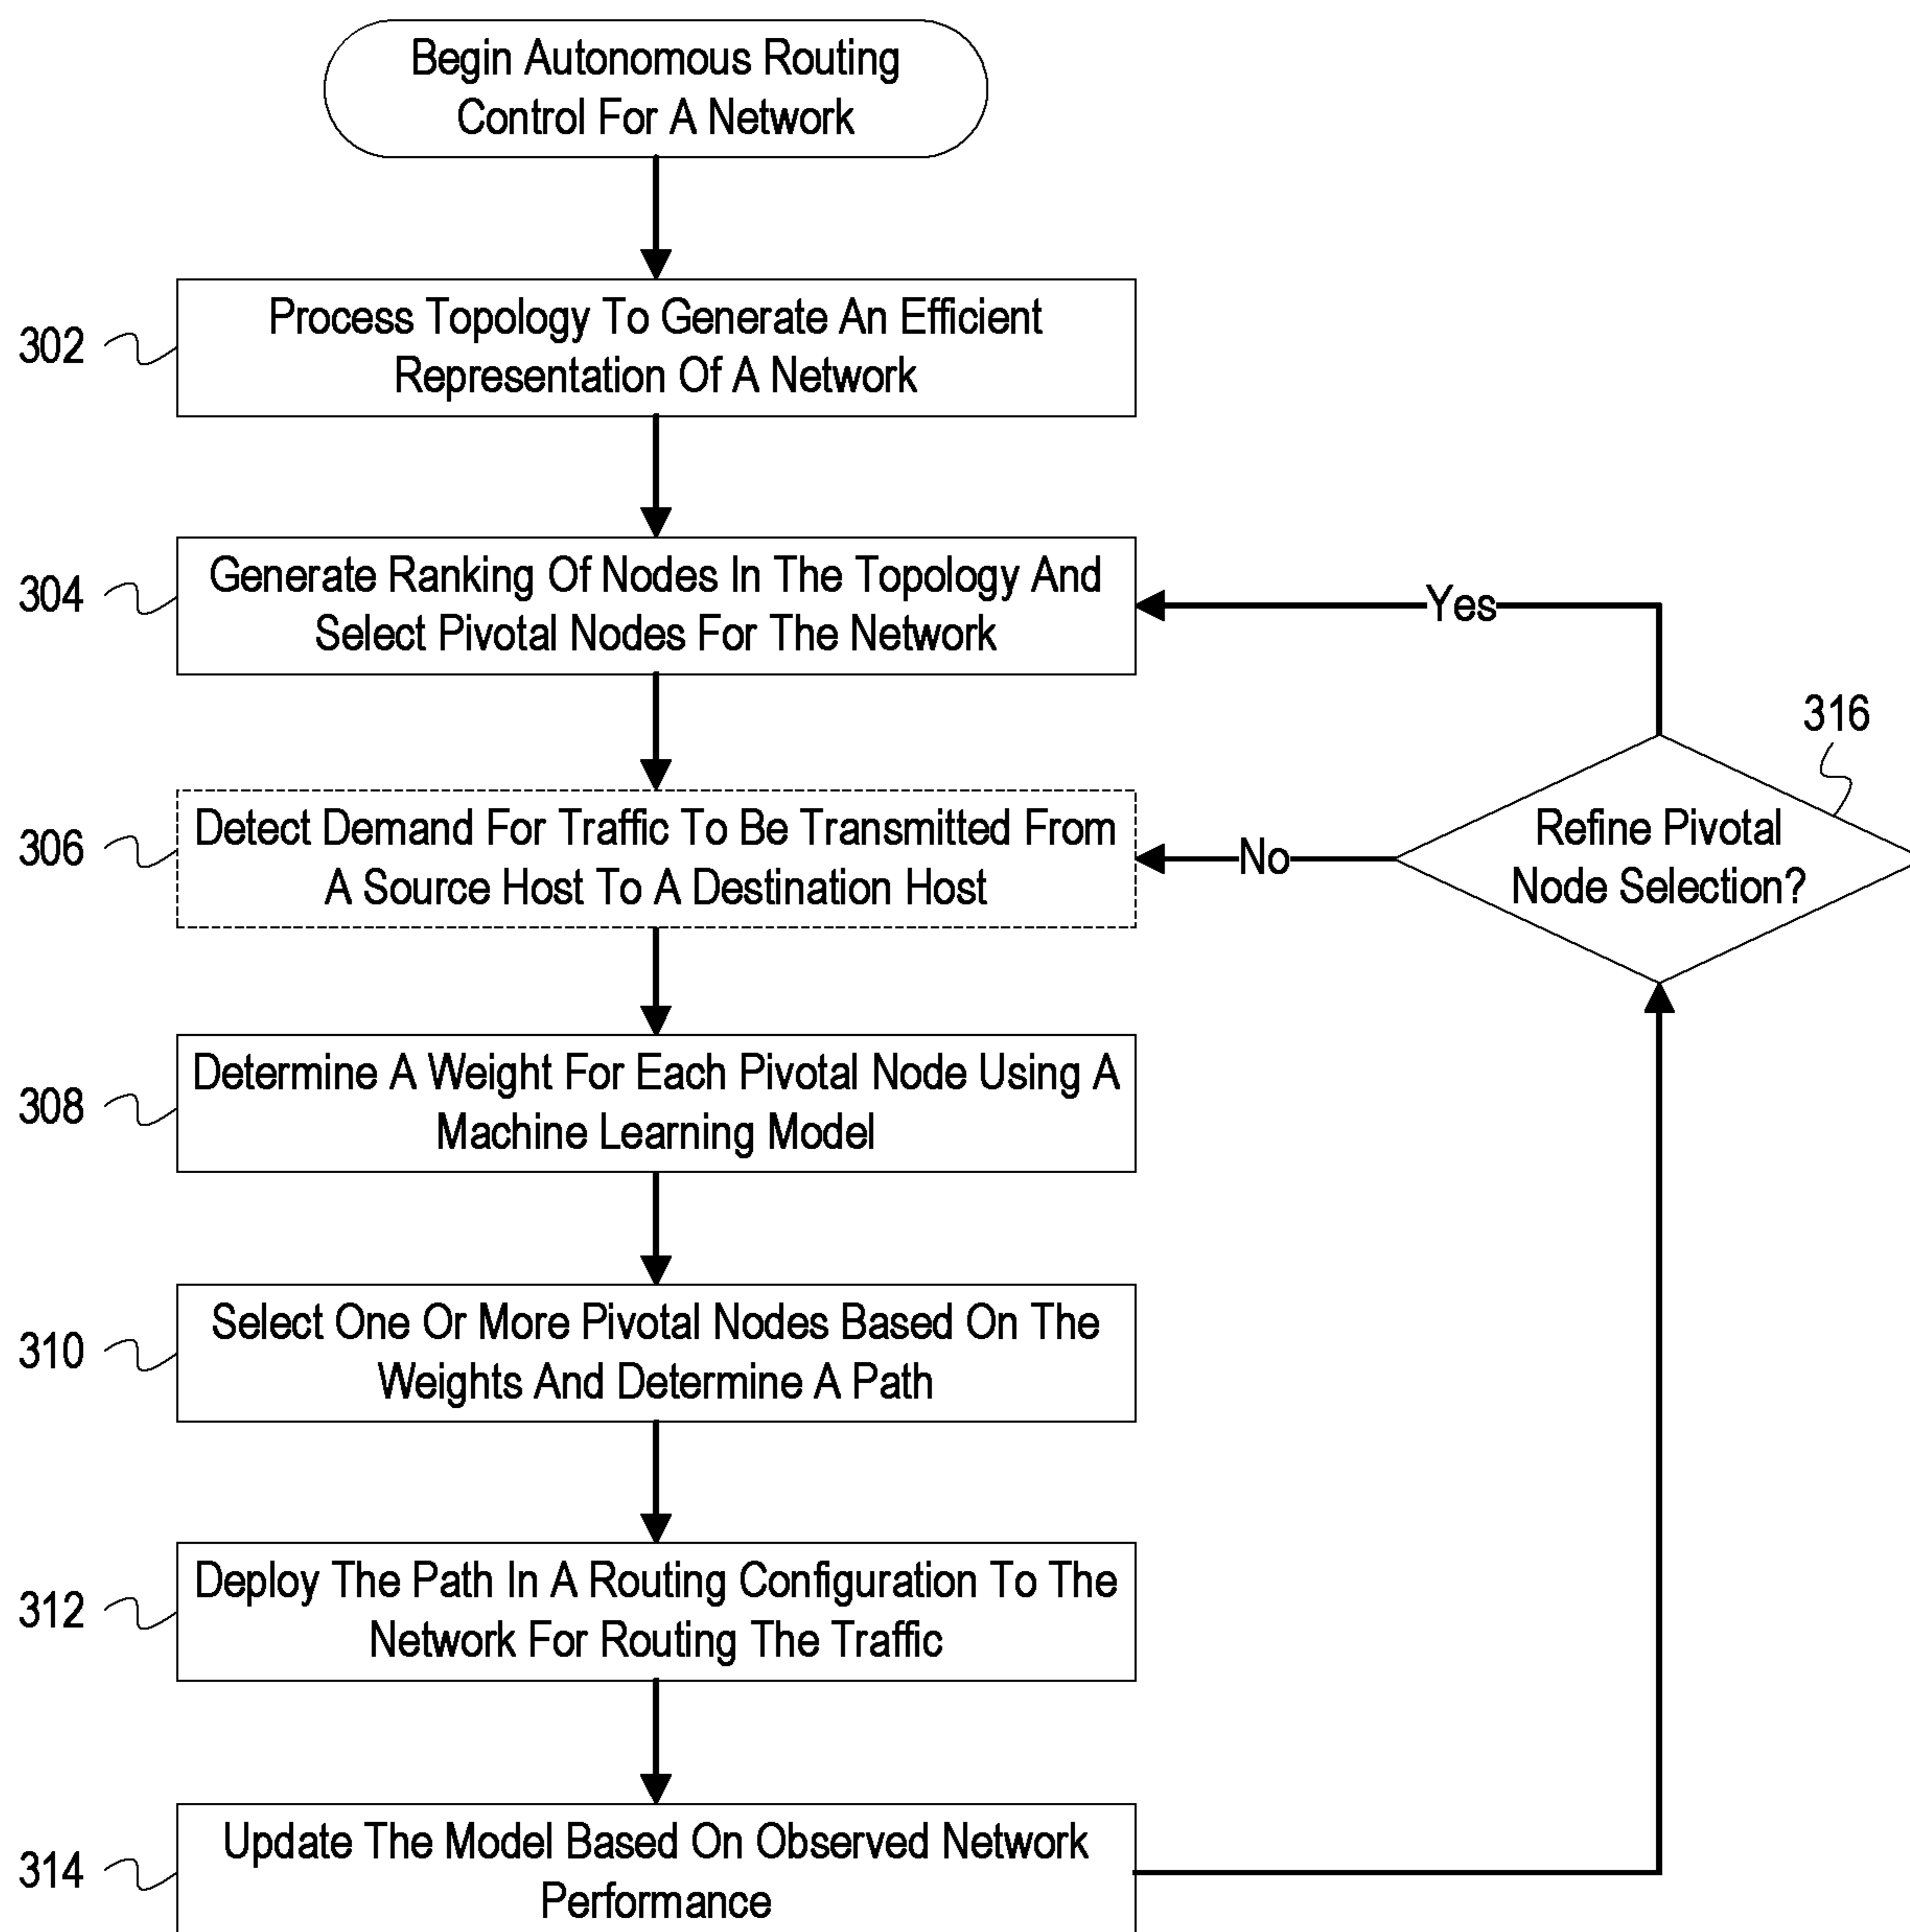 Begin Autonomous Routing
Control For A Network
302
Process Topology To Generate An Efficient
Representation Of A Network
304
Generate Ranking Of Nodes In The Topology And
Select Pivotal Nodes For The Network
Yes
316
306
Detect Demand For Traffic To Be Transmitted From
A Source Host To A Destination Host
No
Refine Pivotal
Node Selection?
308
Determine A Weight For Each Pivotal Node Using A
Machine Learning Model
310
Select One Or More Pivotal Nodes Based On The
Weights And Determine A Path
312
Deploy The Path In A Routing Configuration To The
Network For Routing The Traffic
314
Update The Model Based On Observed Network
Performance